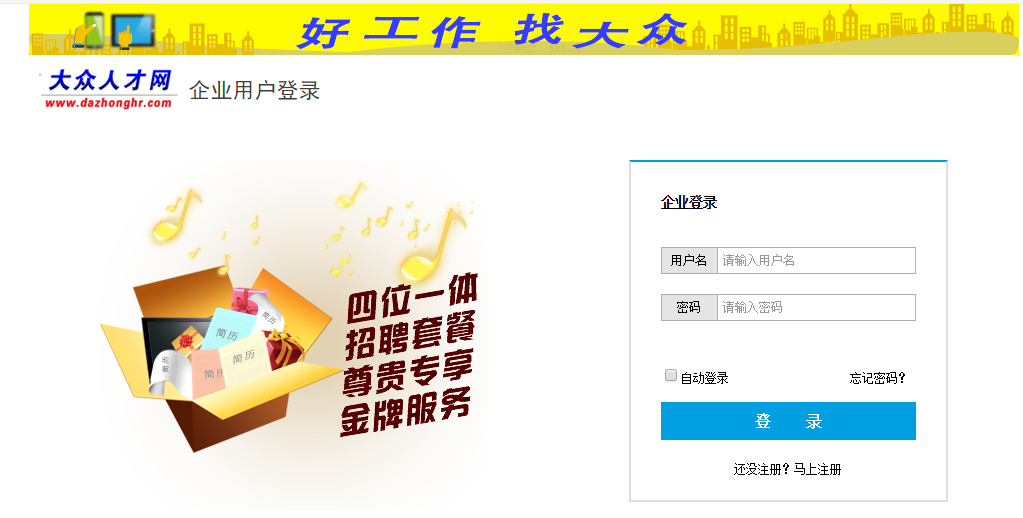 好工作 找大众
大众人才网
www.dazhonghr.com
企业用户登录
四位一体
招聘套餐
尊贵专享
金牌服务
简历
简历
简历
企业登录
用户名 请输入用户名
密码 请输入密码
自动登录 忘记密码?
登 录
还没注册?马上注册